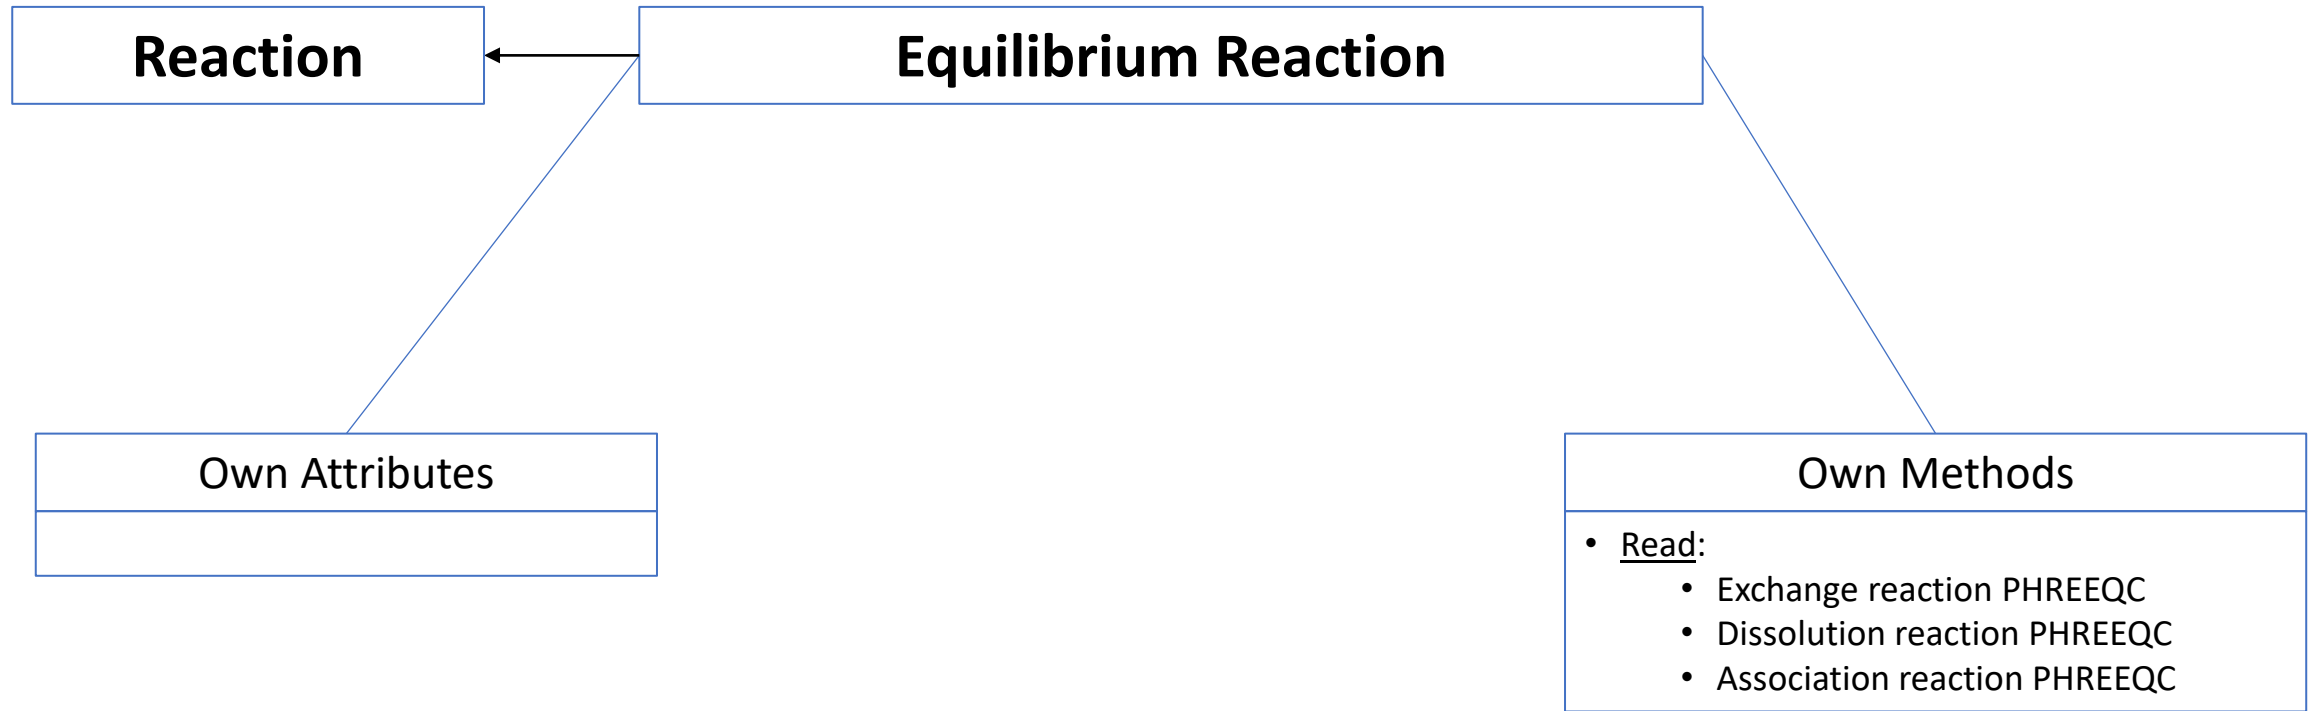 Reaction
Equilibrium Reaction
Own Attributes
Own Methods
• Read:
• Exchange reaction PHREEQC
• Dissolution reaction PHREEQC
• Association reaction PHREEQC